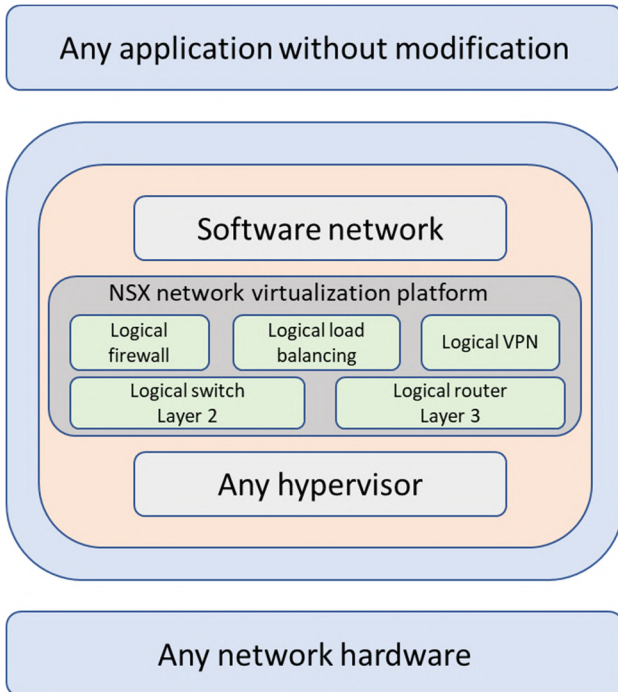 Any application without modification
Software network
NSX network virtualization platform
Logical
firewall
Logical load
balancing
Logical VPN
Logical switch
Layer 2
Logical router
Layer 3
Any hypervisor
Any network hardware